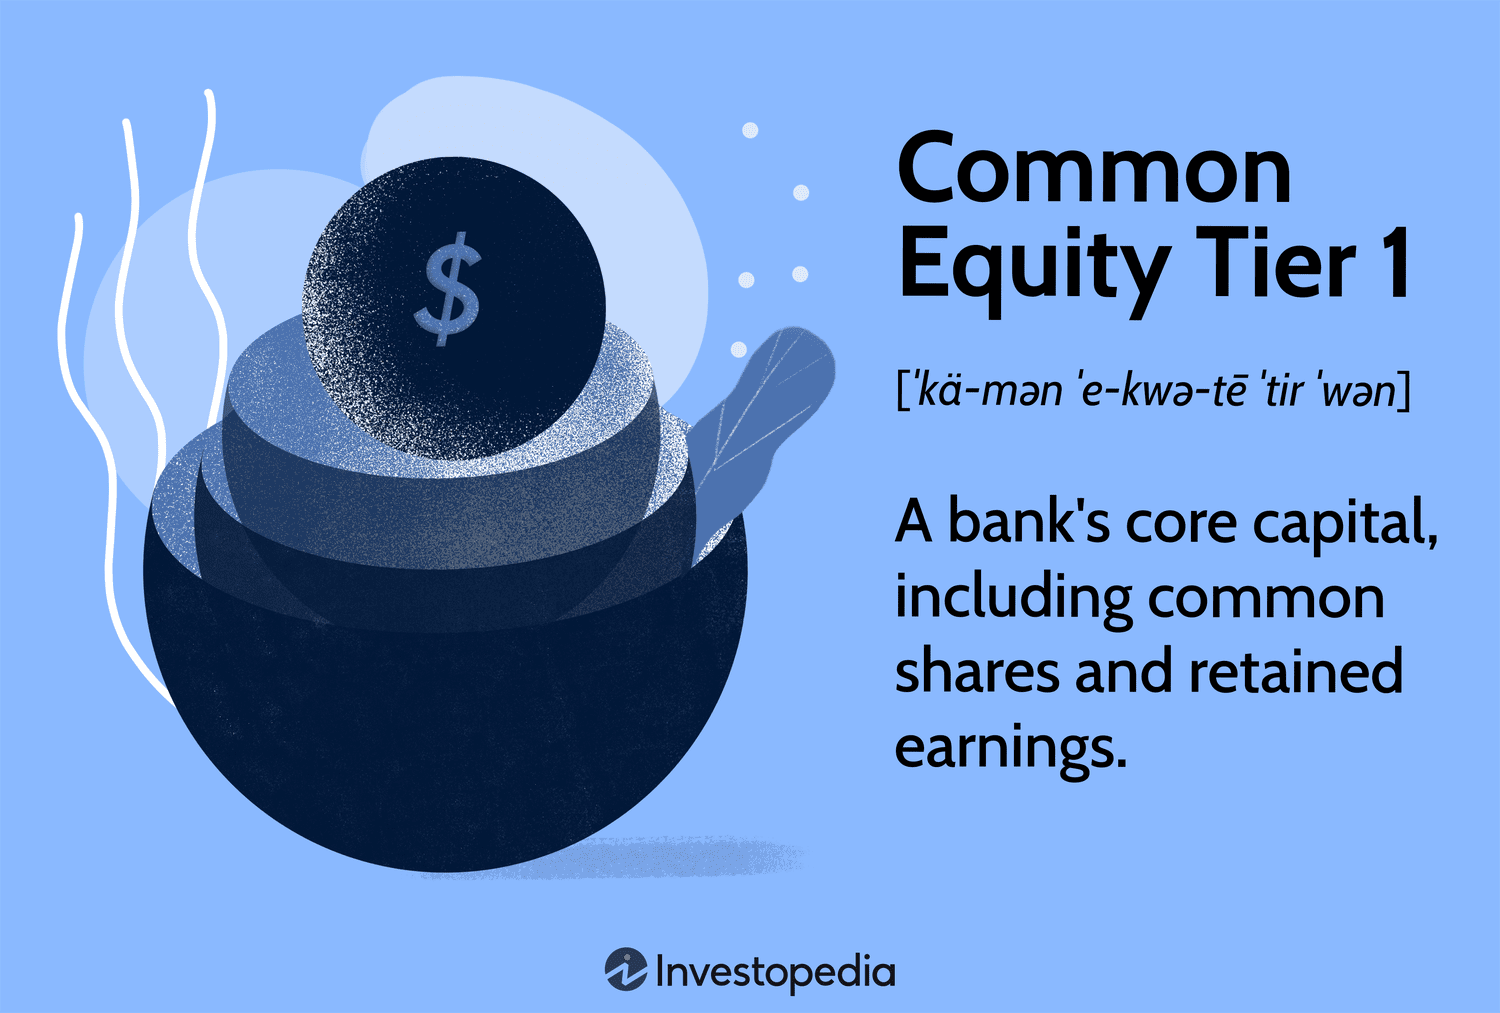 $
Common
Equity Tier 1
[ˈkä-mən ˈe-kwə-tē ˈtir ˈwən]
A bank's core capital,
including common
shares and retained
earnings.
Investopedia